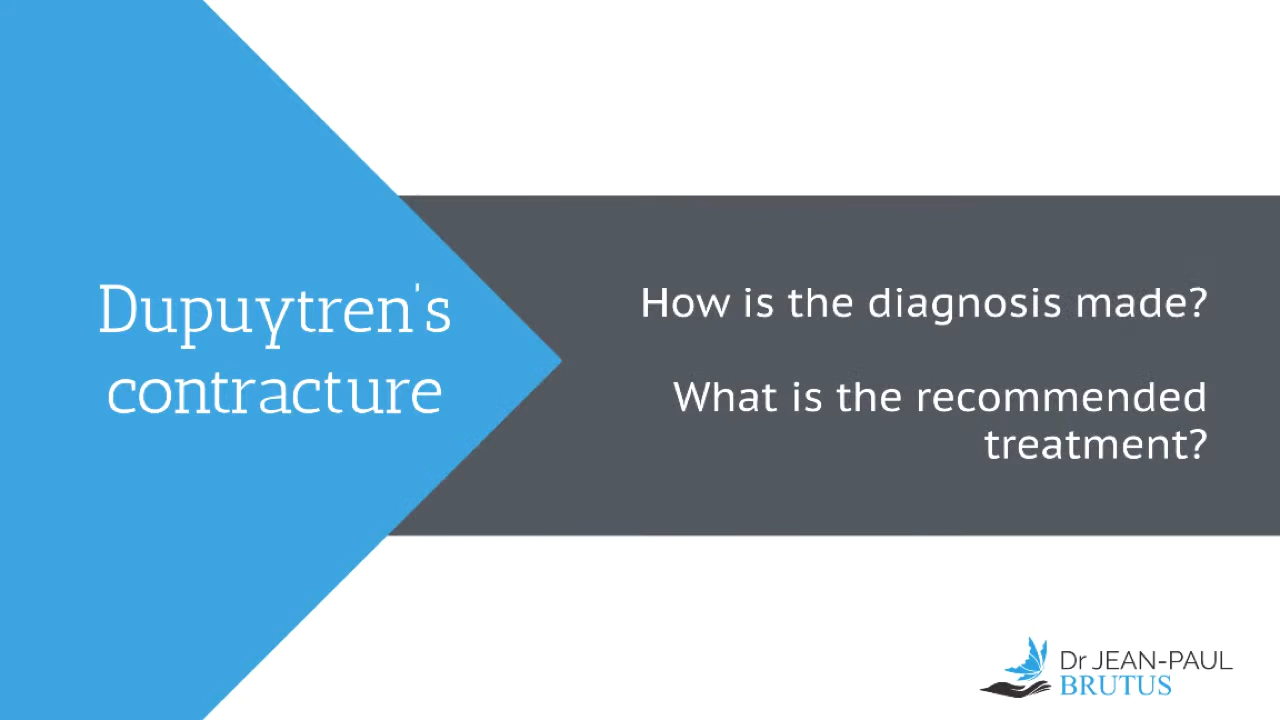 Dupuytren's
contracture
How is the diagnosis made?
What is the recommended
treatment?
Dr JEAN-PAUL
BRUTUS